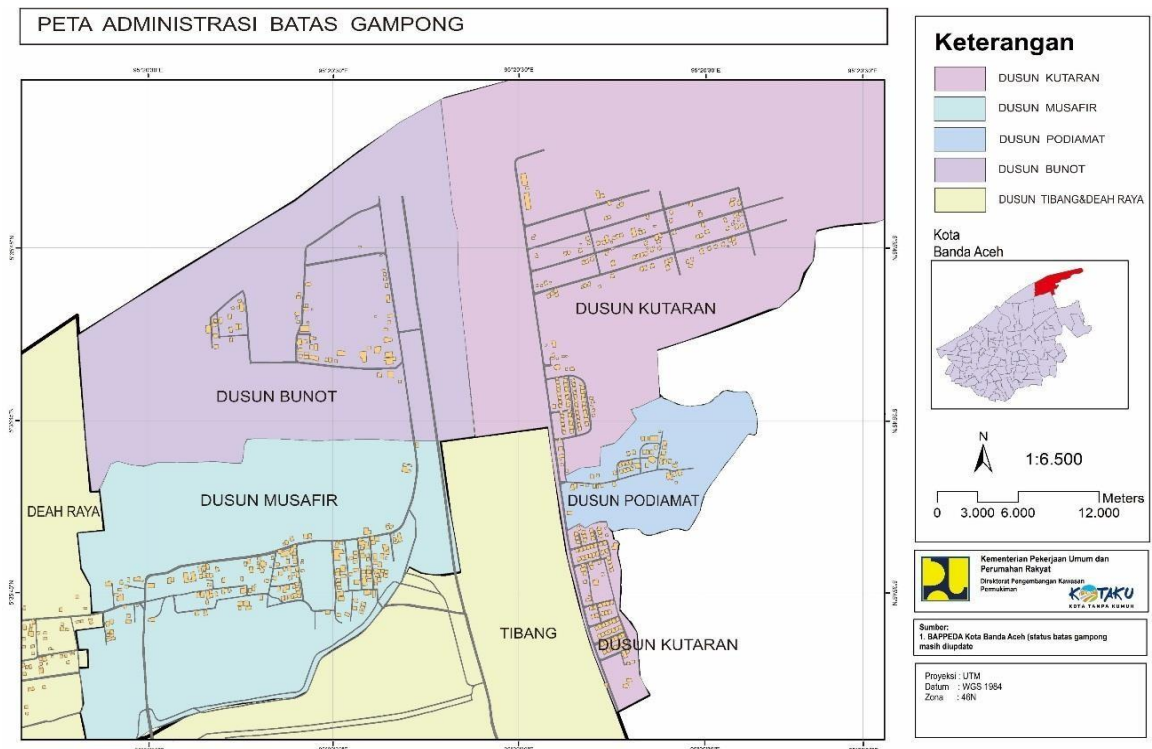 PETA ADMINISTRASI BATAS GAMPONG
DUSUN KUTARAN
DUSUN BUNOT
DUSUN MUSAFIR
DEAH RAYA
DUSUN PODIAMAT
TIBANG
DUSUN KUTARAN
Keterangan
DUSUN KUTARAN
DUSUN MUSAFIR
DUSUN PODIAMAT
DUSUN BUNOT
DUSUN TIBANG&DEAH RAYA
Kota
Banda Aceh
N
1:6.500
Meters
0 3.000 6.000 12.000
Kementerian Pekerjaan Umum dan
Perumahan Rakyat
Direktorat Pengembangan Kawasan
Permukiman
KOTAKU
KOTA TANPA KUMUH
Sumber:
1. BAPPEDA Kota Banda Aceh (status batas gampong
masih diupdate
Proyeksi : UTM
Datum : WGS 1984
Zona : 46N